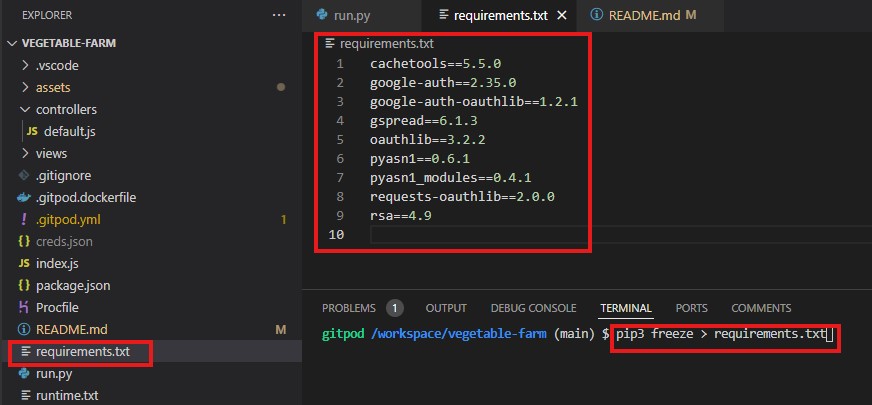 EXPLORER
...
VEGETABLE-FARM
.vscode
assets
controllers
JS default.js
views
.gitignore
.gitpod.dockerfile
! .gitpod.yml 1
{} creds.json
JS index.js
{} package.json
Procfile
README.md M
requirements.txt
run.py
runtime.txt
run.py
requirements.txt
README.md M
requirements.txt
1 cachetools==5.5.0
2 google-auth==2.35.0
3 google-auth-oauthlib==1.2.1
4 gspread==6.1.3
5 oauthlib==3.2.2
6 pyasn1==0.6.1
7 pyasn1_modules==0.4.1
8 requests-oauthlib==2.0.0
9 rsa==4.9
10
PROBLEMS 1 OUTPUT DEBUG CONSOLE TERMINAL PORTS COMMENTS
gitpod /workspace/vegetable-farm (main) $ pip3 freeze > requirements.txt